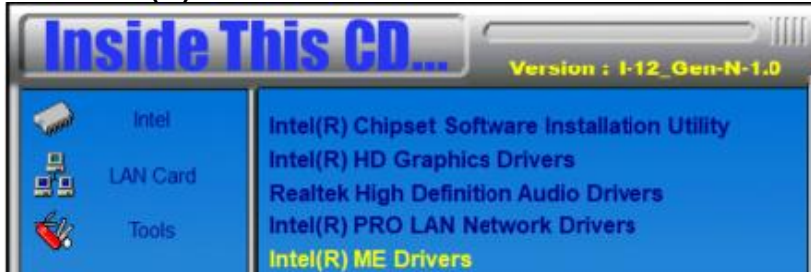 Inside This CD...
Version : I-12_Gen-N-1.0
Intel
LAN Card
Tools
Intel(R) Chipset Software Installation Utility
Intel(R) HD Graphics Drivers
Realtek High Definition Audio Drivers
Intel(R) PRO LAN Network Drivers
Intel(R) ME Drivers